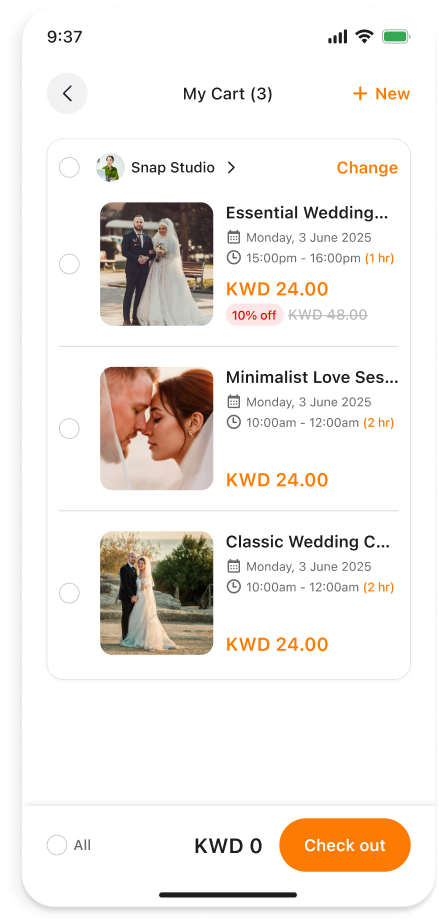 9:37
My Cart (3)
+ New
Snap Studio
Change
Essential Wedding...
Monday, 3 June 2025
15:00pm - 16:00pm (1 hr)
KWD 24.00
10% off KWD 48.00
Minimalist Love Ses...
Monday, 3 June 2025
10:00am - 12:00am (2 hr)
KWD 24.00
Classic Wedding C...
Monday, 3 June 2025
10:00am - 12:00am (2 hr)
KWD 24.00
All
KWD 0
Check out